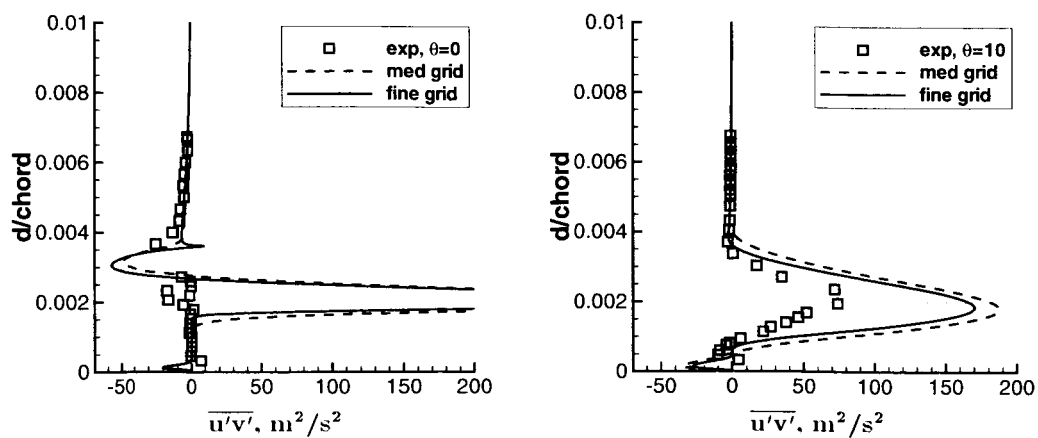 0.01
0.008
0.006
0.004
0.002
0
d/chord
exp, θ=0
med grid
fine grid
-50 0 50 100 150 200
u'v', m²/s²
0.01
0.008
0.006
0.004
0.002
0
d/chord
exp, θ=10
med grid
fine grid
-50 0 50 100 150 200
u'v', m²/s²